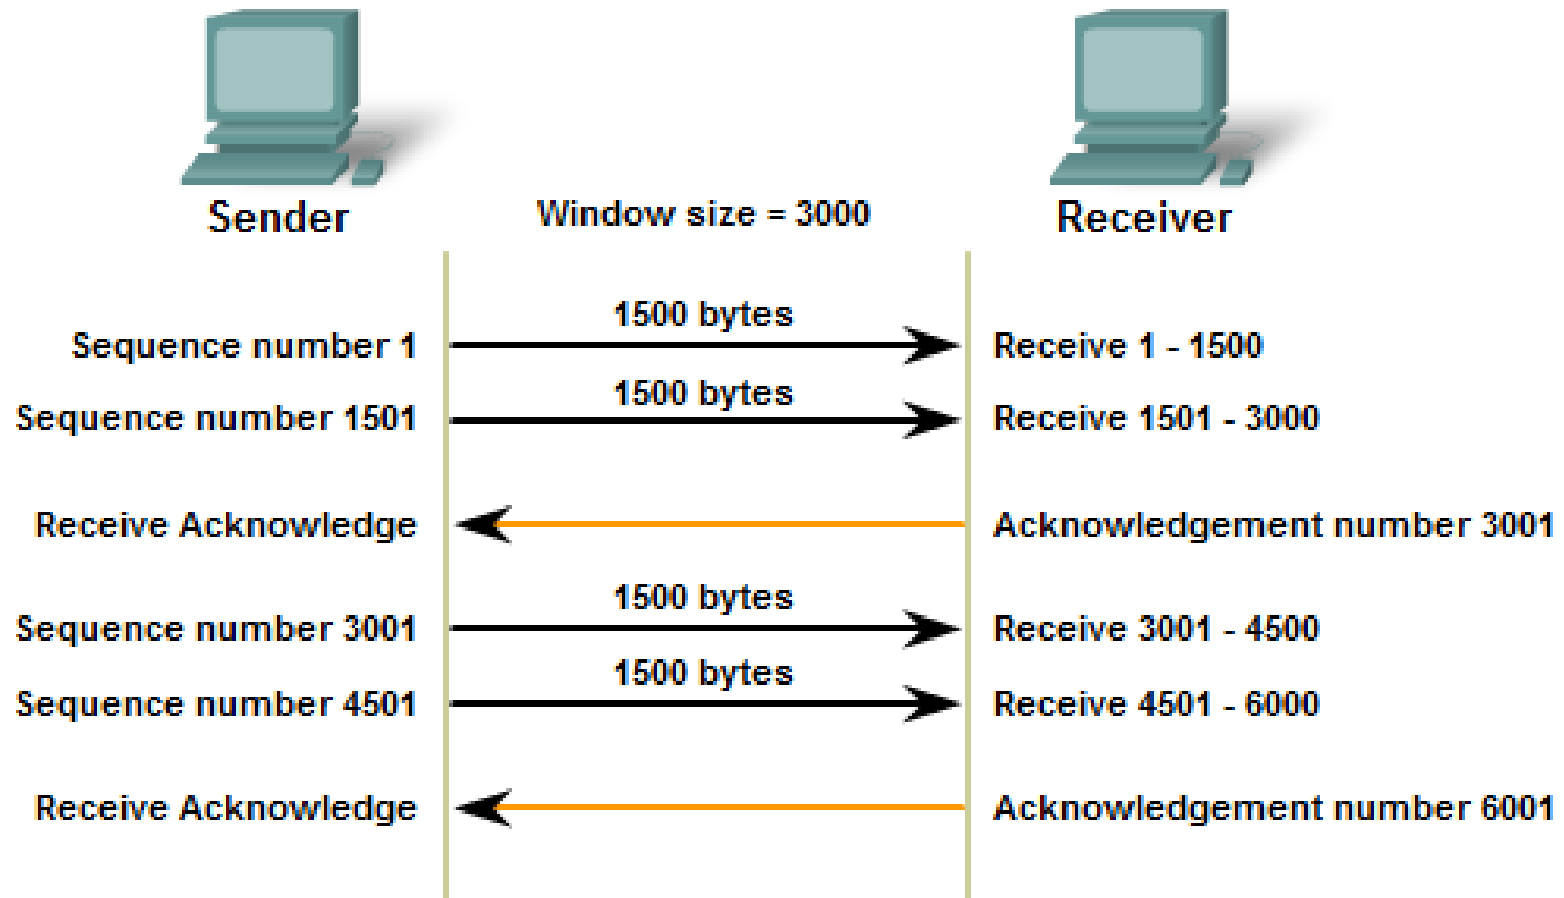 Sender
Window size = 3000
Receiver
1500 bytes
Sequence number 1
Receive 1 - 1500
1500 bytes
Sequence number 1501
Receive 1501 - 3000
Receive Acknowledge
Acknowledgement number 3001
1500 bytes
Sequence number 3001
Receive 3001 - 4500
1500 bytes
Sequence number 4501
Receive 4501 - 6000
Receive Acknowledge
Acknowledgement number 6001